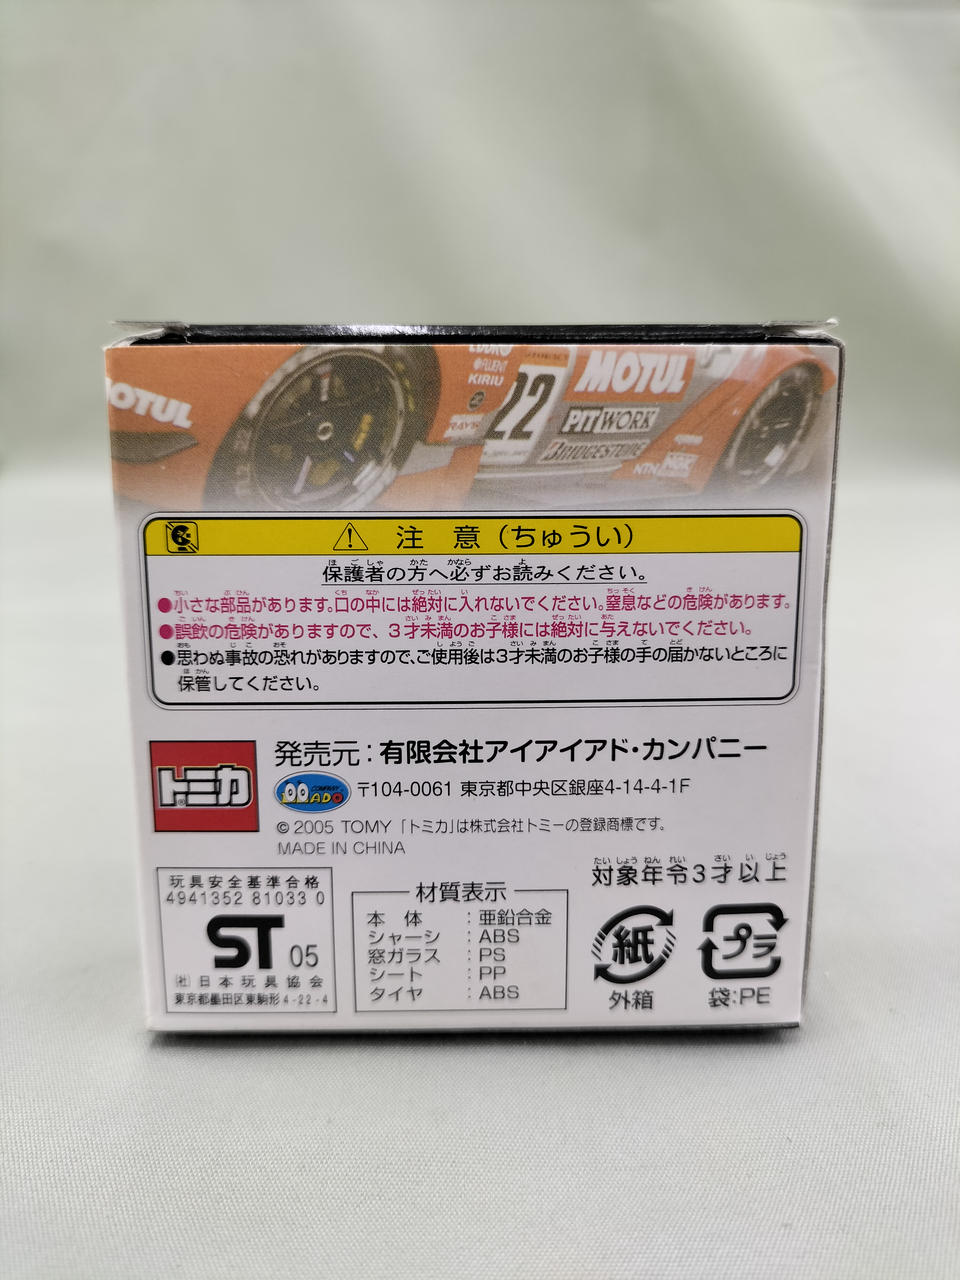 MOTUL
KIRIU
MOTUL
22
PIT WORK
BRIDGESTONE
NTN
NGK
注 意 (ちゅうい)
保護者の方へ必ずお読みください。
●小さな部品があります。口の中には絶対に入れないでください。窒息などの危険があります。
●誤飲の危険がありますので、3才未満のお子様には絶対に与えないでください。
●思わぬ事故の恐れがありますので、ご使用後は3才未満のお子様の手の届かないところに
保管してください。
トミカ
発売元:有限会社アイアイアド・カンパニー
〒104-0061 東京都中央区銀座4-14-4-1F
© 2005 TOMY 「トミカ」は株式会社トミーの登録商標です。
MADE IN CHINA
対象年令3才以上
玩具安全基準合格
4941352 81033 0
ST 05
(社)日本玩具協会
東京都墨田区東駒形4-22-4
材質表示
本体 : 亜鉛合金
シャーシ : ABS
窓ガラス : PS
シート : PP
タイヤ : ABS
紙
外箱
プラ
袋:PE